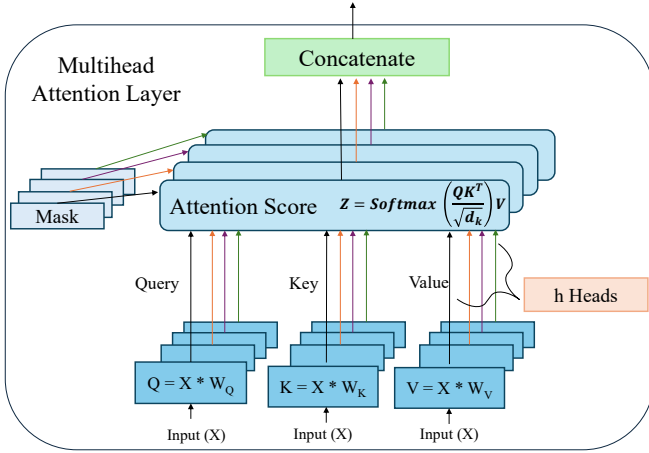 Concatenate
Multihead
Attention Layer
Mask
Attention Score Z = Softmax (QK^T / √d_k) V
Query
Key
Value
h Heads
Q = X * W_Q
K = X * W_K
V = X * W_V
Input (X)
Input (X)
Input (X)